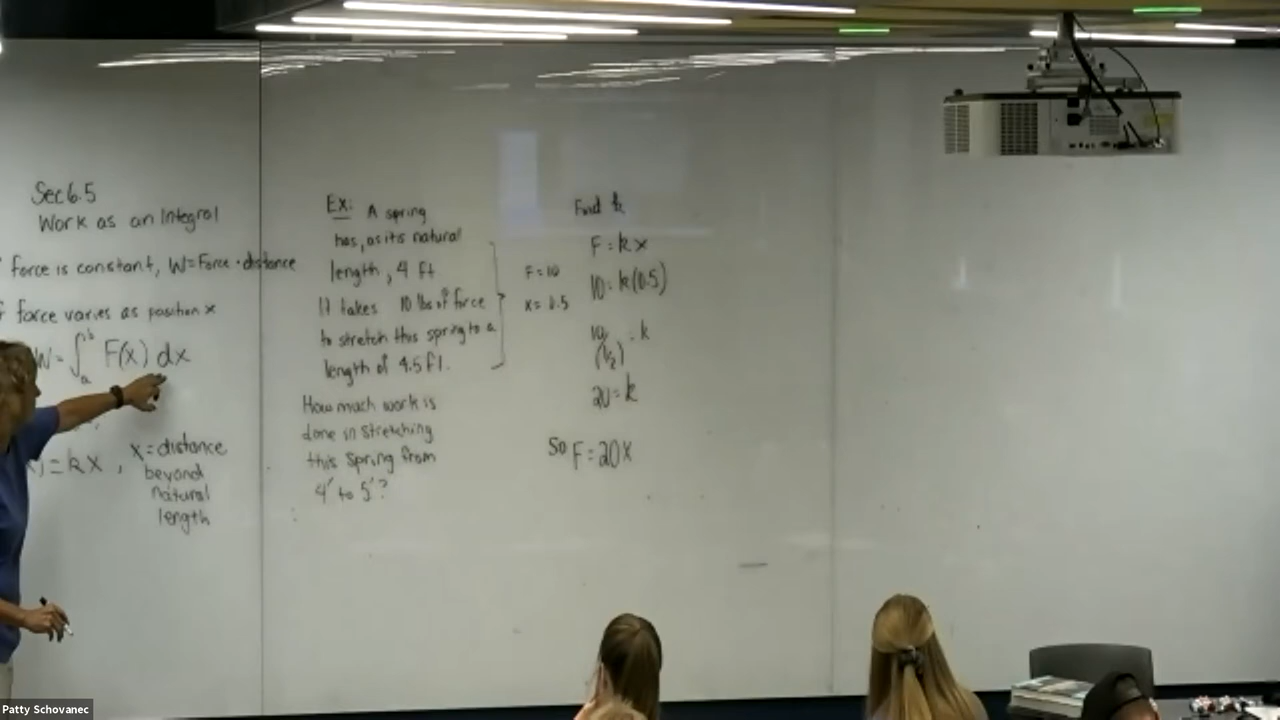 Sec 6.5
Work as an Integral
force is constant, W=Force · distance
force varies as position x
W=∫ₐᵇ F(x) dx
)=kx , x=distance
beyond
natural
length
Ex: A spring
has, as its natural
length, 4 ft
It takes 10 lbs of force
to stretch this spring to a
length of 4.5 ft.
How much work is
done in stretching
this spring from
4' to 5'?
F=10
x=0.5
Find k
F=kx
10=k(0.5)
10/(1/2)=k
20=k
So F=20x
Patty Schovanec